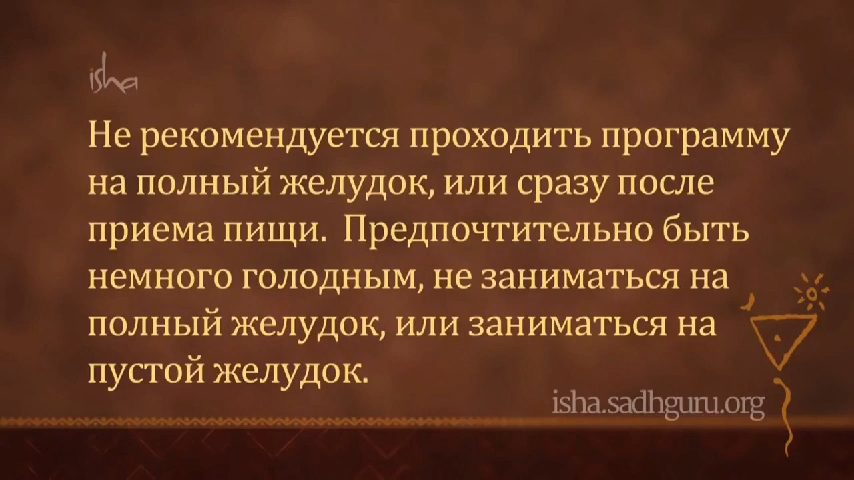 isha
Не рекомендуется проходить программу
на полный желудок, или сразу после
приема пищи. Предпочтительно быть
немного голодным, не заниматься на
полный желудок, или заниматься на
пустой желудок.
isha.sadhguru.org